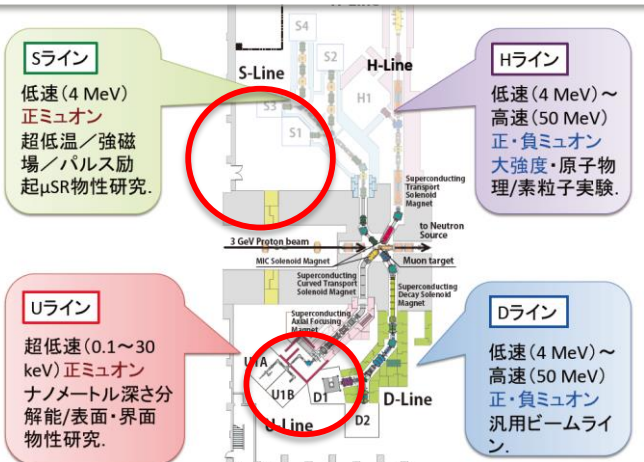 Sライン
低速(4 MeV)
正ミュオン
超低温／強磁
場／パルス励
起μSR物性研究.
Hライン
低速(4 MeV)～
高速(50 MeV)
正・負ミュオン
大強度・原子物
理/素粒子実験.
S4
S2
S-Line
H-Line
S3
S1
H1
Superconducting
Transport
Solenoid
Magnet
to Neutron
Source
3 GeV Proton beam
MIC Solenoid Magnet
Muon target
Superconducting
Curved Transport
Solenoid Magnet
Superconducting
Decay Solenoid
Magnet
Superconducting
Axial Focusing
Magnet
Uライン
超低速(0.1～30
keV)正ミュオン
ナノメートル深さ分
解能/表面・界面
物性研究.
U1A
U1B
D1
D2
U-Line
D-Line
Dライン
低速(4 MeV)～
高速(50 MeV)
正・負ミュオン
汎用ビームライ
ン.